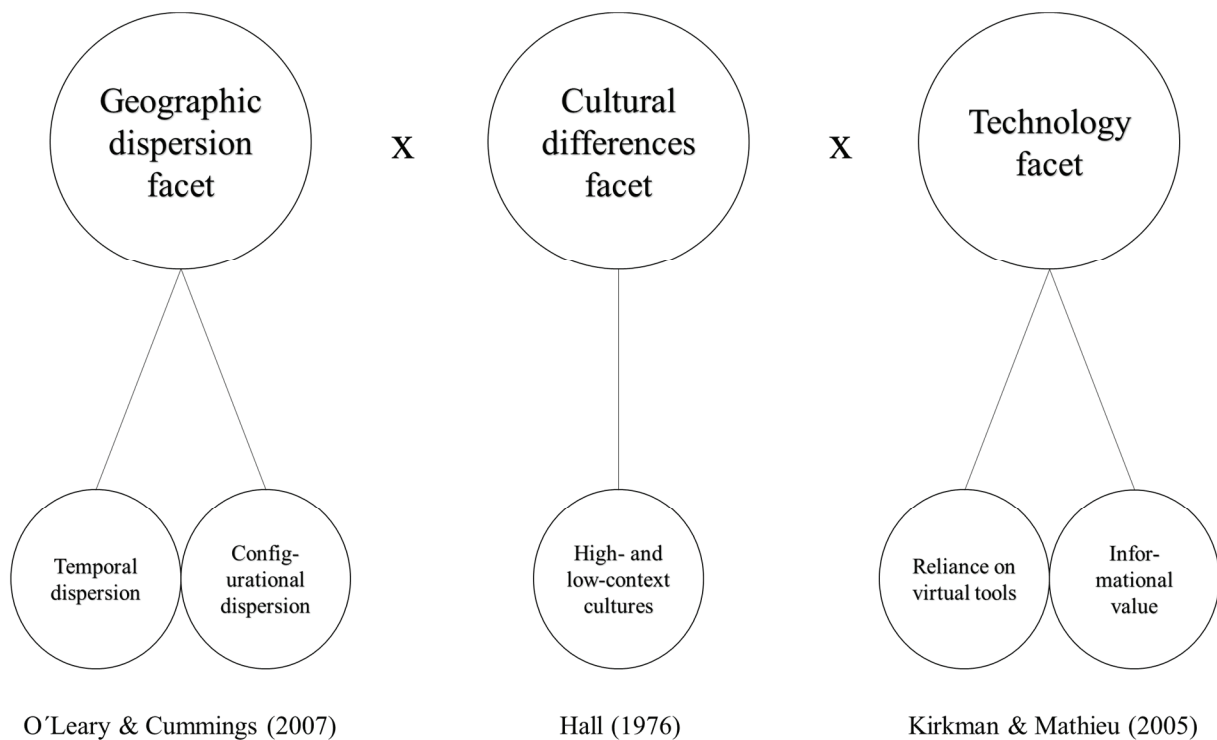 Geographic
dispersion
facet
x
Cultural
differences
facet
x
Technology
facet
Temporal
dispersion
Config-
urational
dispersion
High- and
low-context
cultures
Reliance on
virtual tools
Infor-
mational
value
O´Leary & Cummings (2007)
Hall (1976)
Kirkman & Mathieu (2005)